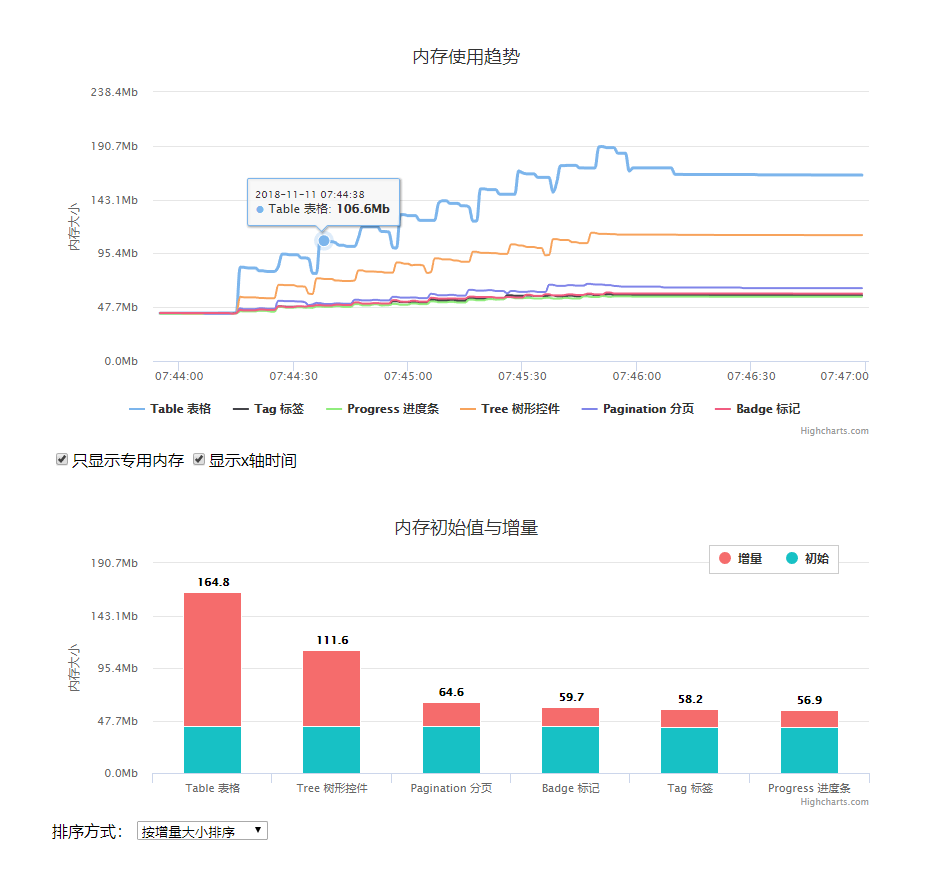 内存使用趋势
238.4Mb
190.7Mb
143.1Mb
95.4Mb
47.7Mb
0.0Mb
内存大小
2018-11-11 07:44:38
● Table 表格: 106.6Mb
07:44:00 07:44:30 07:45:00 07:45:30 07:46:00 07:46:30 07:47:00
Table 表格 Tag 标签 Progress 进度条 Tree 树形控件 Pagination 分页 Badge 标记
Highcharts.com
只显示专用内存 显示x轴时间
内存初始值与增量
增量 初始
190.7Mb
143.1Mb
95.4Mb
47.7Mb
0.0Mb
内存大小
164.8
111.6
64.6
59.7
58.2
56.9
Table 表格 Tree 树形控件 Pagination 分页 Badge 标记 Tag 标签 Progress 进度条
Highcharts.com
排序方式： 按增量大小排序